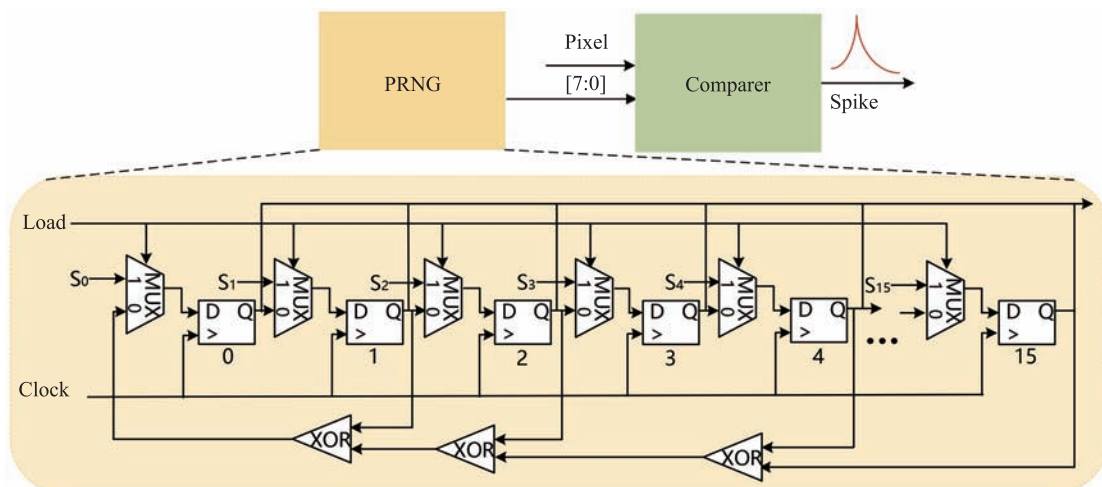 PRNG
Pixel
[7:0]
Comparer
Spike
Load
S0 1 0 MUX
S1 1 0 MUX
S2 1 0 MUX
S3 1 0 MUX
S4 1 0 MUX
S15 1 0 MUX
D Q >
D Q >
D Q >
D Q >
D Q >
D Q >
0 1 2 3 4 ••• 15
Clock
XOR
XOR
XOR